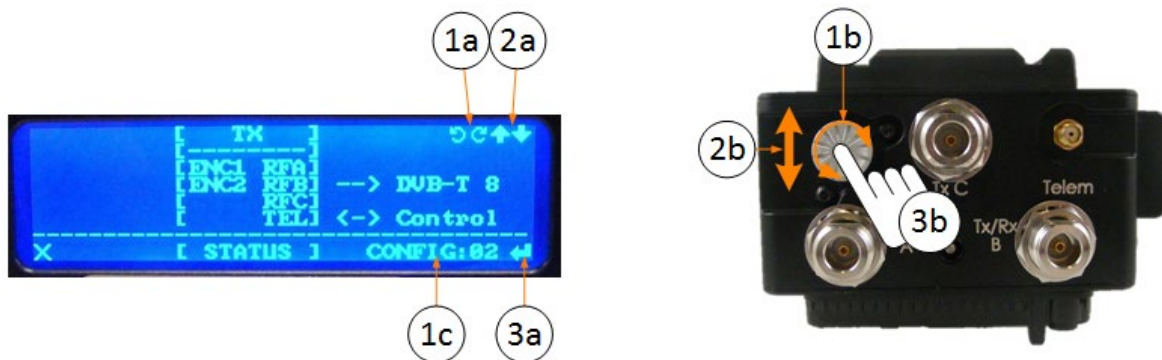 1a 2a
[ TX ]
[--------]
[ENC1 RFA]
[ENC2 RFB] --> DVB-T 8
[ RFC]
[ TEL] <-> Control
X [ STATUS ] CONFIG:02
1c 3a
1b
2b
3b
Tx C
Telem
A
Tx/Rx
B